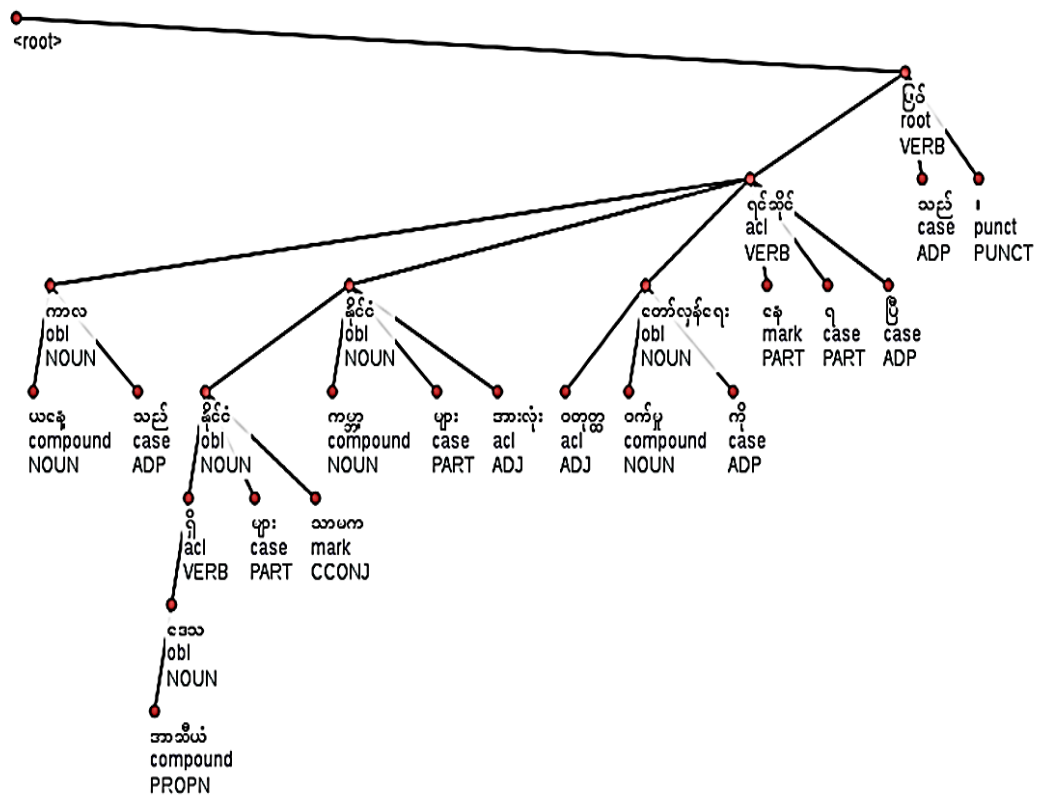 <root>
ဖြစ်
root
VERB
ရင်ဆိုင် သည် ၊
acl case punct
VERB ADP PUNCT
ကာလ နိုင်ငံ တော်လှန်ရေး နေ ရ ပြီ
obl obl obl mark case case
NOUN NOUN NOUN PART PART ADP
ယနေ့ သည် နိုင်ငံ ကမ္ဘာ့ များ အားလုံး စတုတ္ထ စက်မှု ကို
compound case obl compound case acl acl compound case
NOUN ADP NOUN NOUN PART ADJ ADJ NOUN ADP
ရှိ များ သာမက
acl case mark
VERB PART CCONJ
ဒေသ
obl
NOUN
အာဆီယံ
compound
PROPN